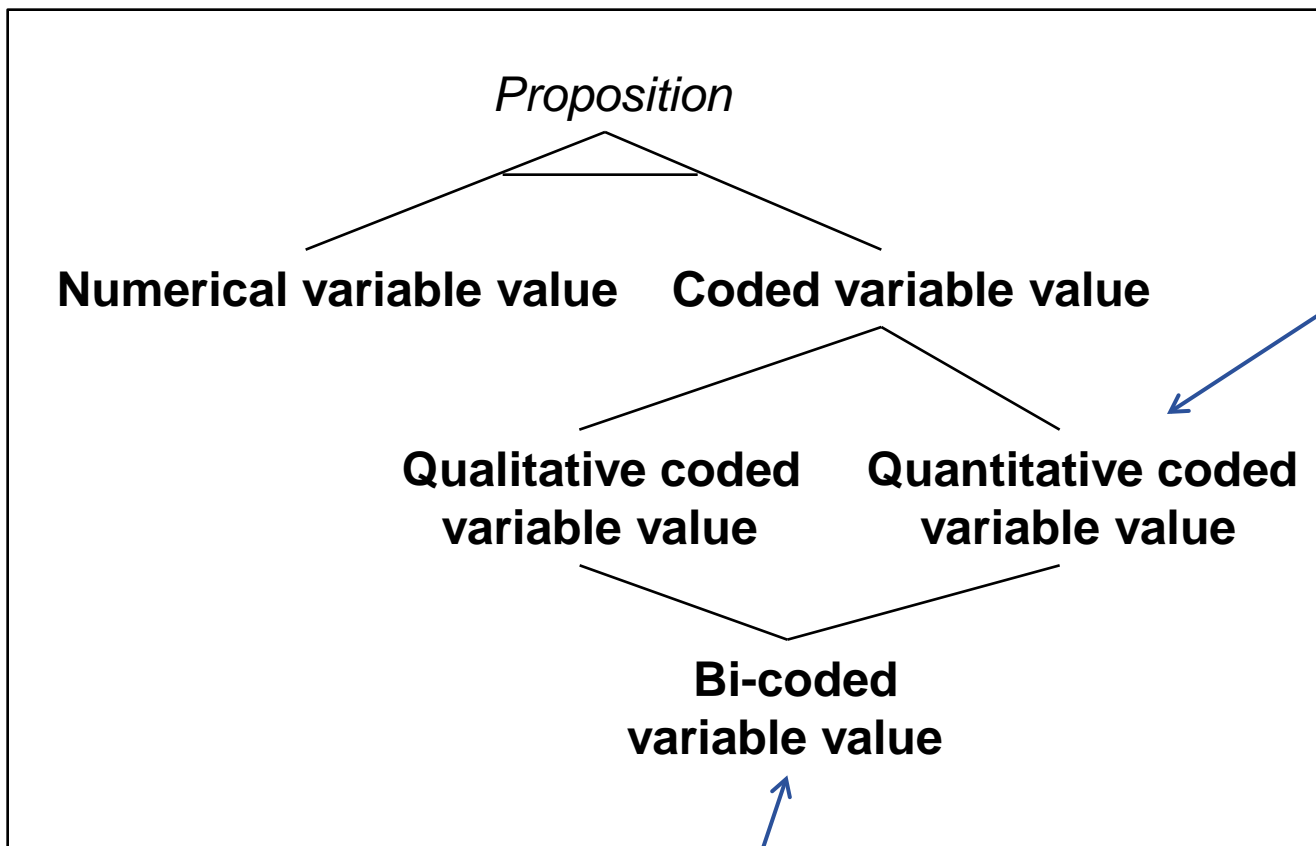 Proposition
Numerical variable value Coded variable value
Qualitative coded Quantitative coded
variable value variable value
Bi-coded
variable value